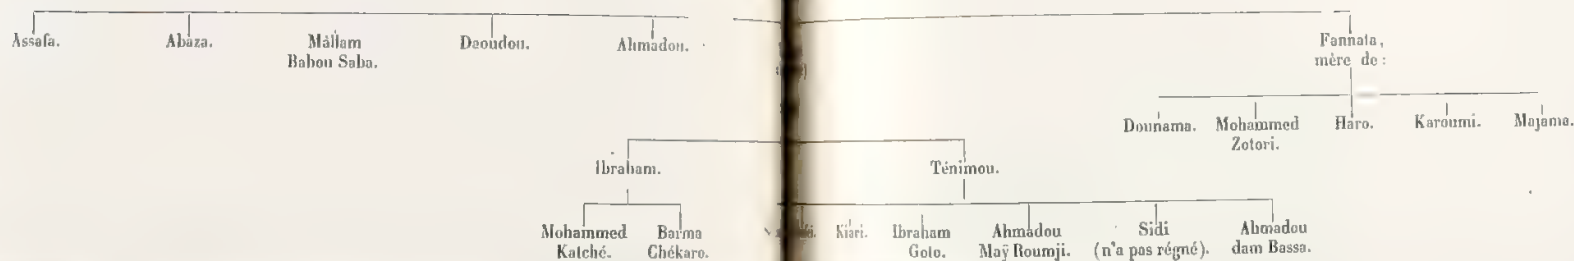 Assafa. Abaza. Mâllam Daoudou. Ahmadou. Fannata,
Babou Saba. mère de :
Dounama. Mohammed Haro. Karoumi. Majama.
Zotori.
Ibraham. Ténimou.
Mohammed Barma Kiari. Ibraham Ahmadou Sidi Ahmadou
Katché. Chékaro. Goto. Maÿ Roumji. (n'a pas régné). dam Bassa.